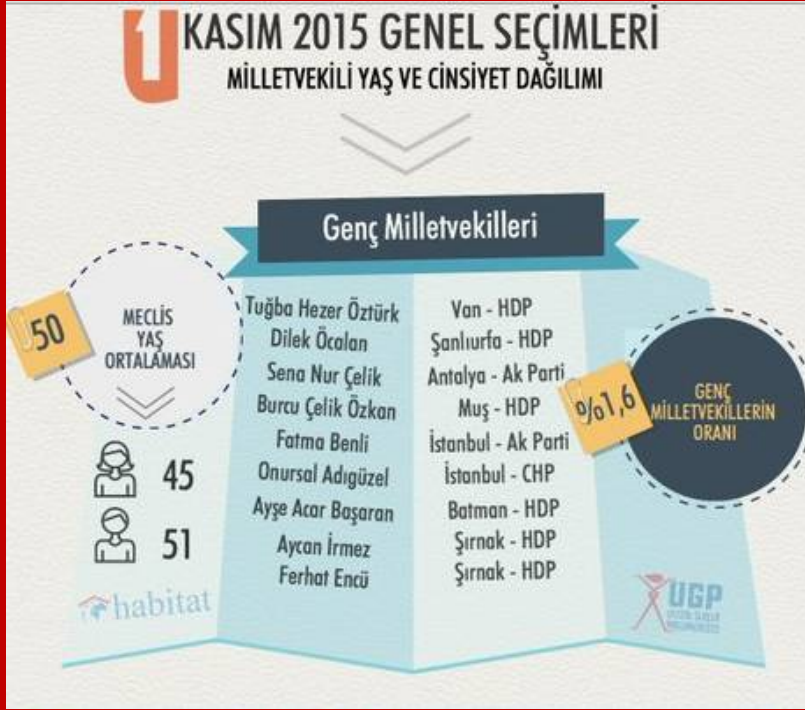 1 KASIM 2015 GENEL SEÇİMLERİ
MİLLETVEKİLİ YAŞ VE CİNSİYET DAĞILIMI
Genç Milletvekilleri
50
MECLİS
YAŞ
ORTALAMASI
45
51
Tuğba Hezer Öztürk Van - HDP
Dilek Öcalan Şanlıurfa - HDP
Sena Nur Çelik Antalya - Ak Parti
Burcu Çelik Özkan Muş - HDP
Fatma Benli İstanbul - Ak Parti
Onursal Adıgüzel İstanbul - CHP
Ayşe Acar Başaran Batman - HDP
Aycan İrmez Şırnak - HDP
Ferhat Encü Şırnak - HDP
%1,6
GENÇ
MİLLETVEKİLLERİN
ORANI
habitat
UGP